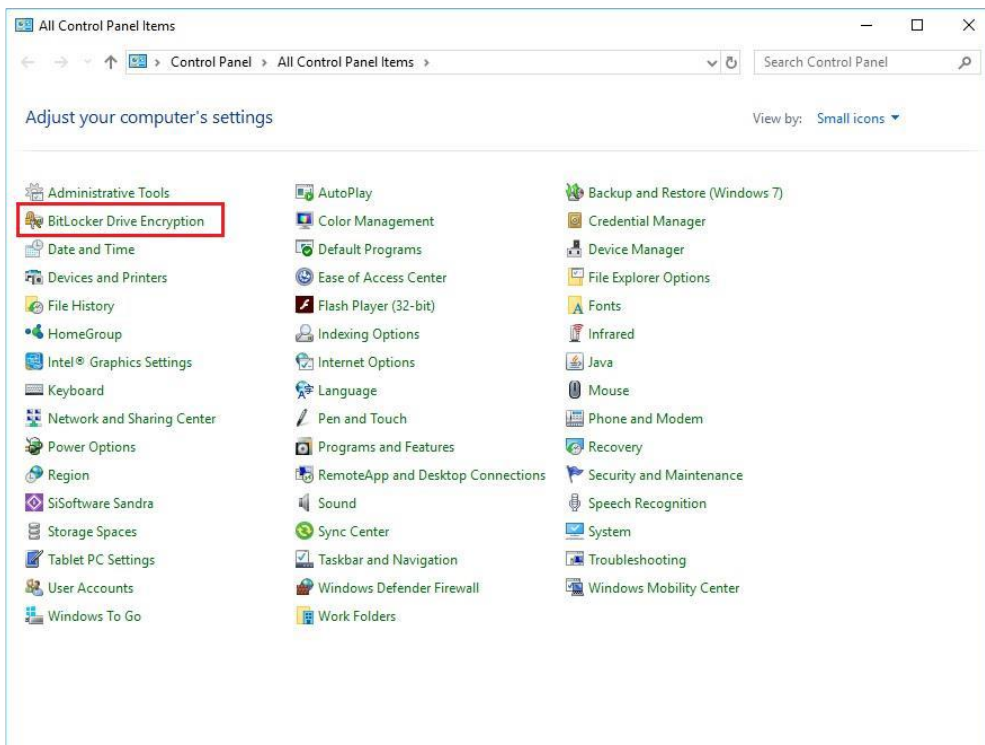 All Control Panel Items
Control Panel > All Control Panel Items > Search Control Panel
Adjust your computer's settings View by: Small icons
Administrative Tools AutoPlay Backup and Restore (Windows 7)
BitLocker Drive Encryption Color Management Credential Manager
Date and Time Default Programs Device Manager
Devices and Printers Ease of Access Center File Explorer Options
File History Flash Player (32-bit) Fonts
HomeGroup Indexing Options Infrared
Intel® Graphics Settings Internet Options Java
Keyboard Language Mouse
Network and Sharing Center Pen and Touch Phone and Modem
Power Options Programs and Features Recovery
Region RemoteApp and Desktop Connections Security and Maintenance
SiSoftware Sandra Sound Speech Recognition
Storage Spaces Sync Center System
Tablet PC Settings Taskbar and Navigation Troubleshooting
User Accounts Windows Defender Firewall Windows Mobility Center
Windows To Go Work Folders